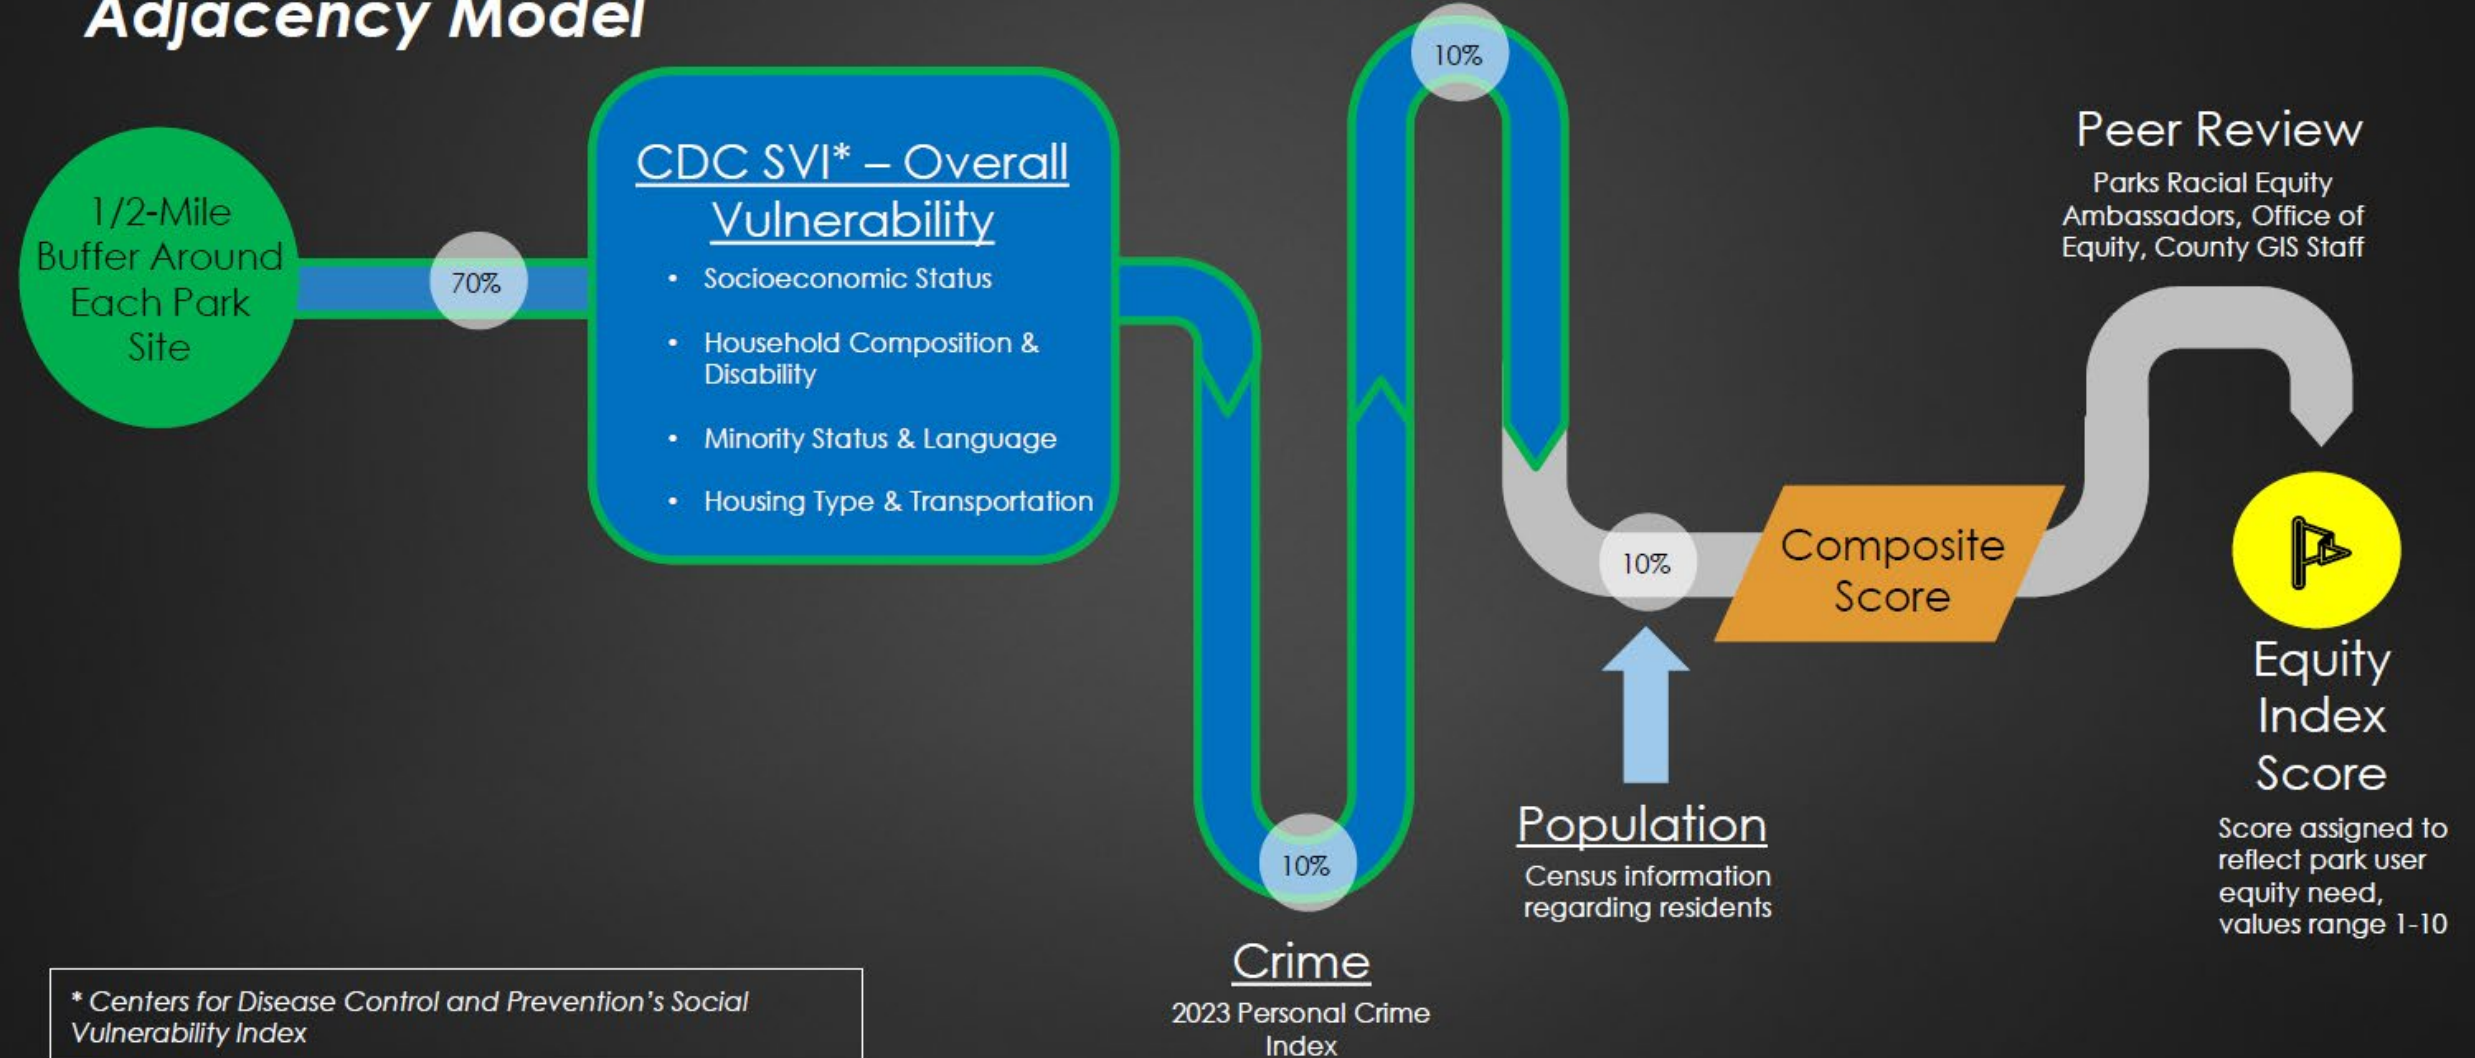 Adjacency Model
1/2-Mile
Buffer Around
Each Park
Site
70%
CDC SVI* – Overall
Vulnerability
• Socioeconomic Status
• Household Composition &
Disability
• Minority Status & Language
• Housing Type & Transportation
10%
Crime
2023 Personal Crime
Index
10%
10%
Population
Census information
regarding residents
Composite
Score
Peer Review
Parks Racial Equity
Ambassadors, Office of
Equity, County GIS Staff
Equity
Index
Score
Score assigned to
reflect park user
equity need,
values range 1-10
* Centers for Disease Control and Prevention’s Social
Vulnerability Index